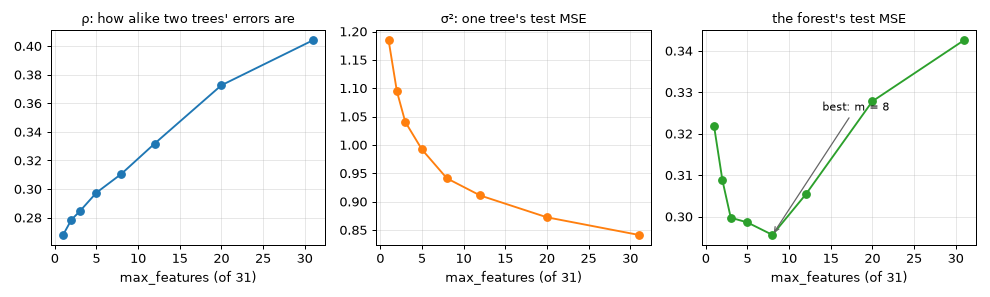 ρ: how alike two trees' errors are
0.40
0.38
0.36
0.34
0.32
0.30
0.28
0 5 10 15 20 25 30
max_features (of 31)
σ²: one tree's test MSE
1.20
1.15
1.10
1.05
1.00
0.95
0.90
0.85
0 5 10 15 20 25 30
max_features (of 31)
the forest's test MSE
0.34
0.33
0.32
0.31
0.30
best: m = 8
0 5 10 15 20 25 30
max_features (of 31)